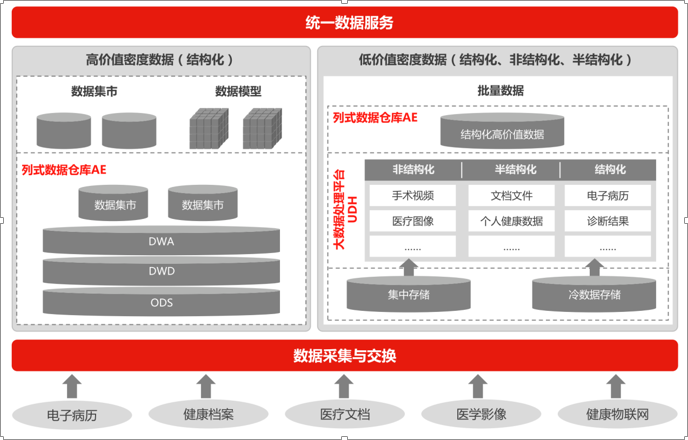 统一数据服务
高价值密度数据（结构化）
数据集市
数据模型
列式数据仓库AE
数据集市
数据集市
DWA
DWD
ODS
低价值密度数据（结构化、非结构化、半结构化）
批量数据
列式数据仓库AE
结构化高价值数据
大数据处理平台
UDH
非结构化 半结构化 结构化
手术视频 文档文件 电子病历
医疗图像 个人健康数据 诊断结果
...... ...... ......
集中存储
冷数据存储
数据采集与交换
电子病历
健康档案
医疗文档
医学影像
健康物联网